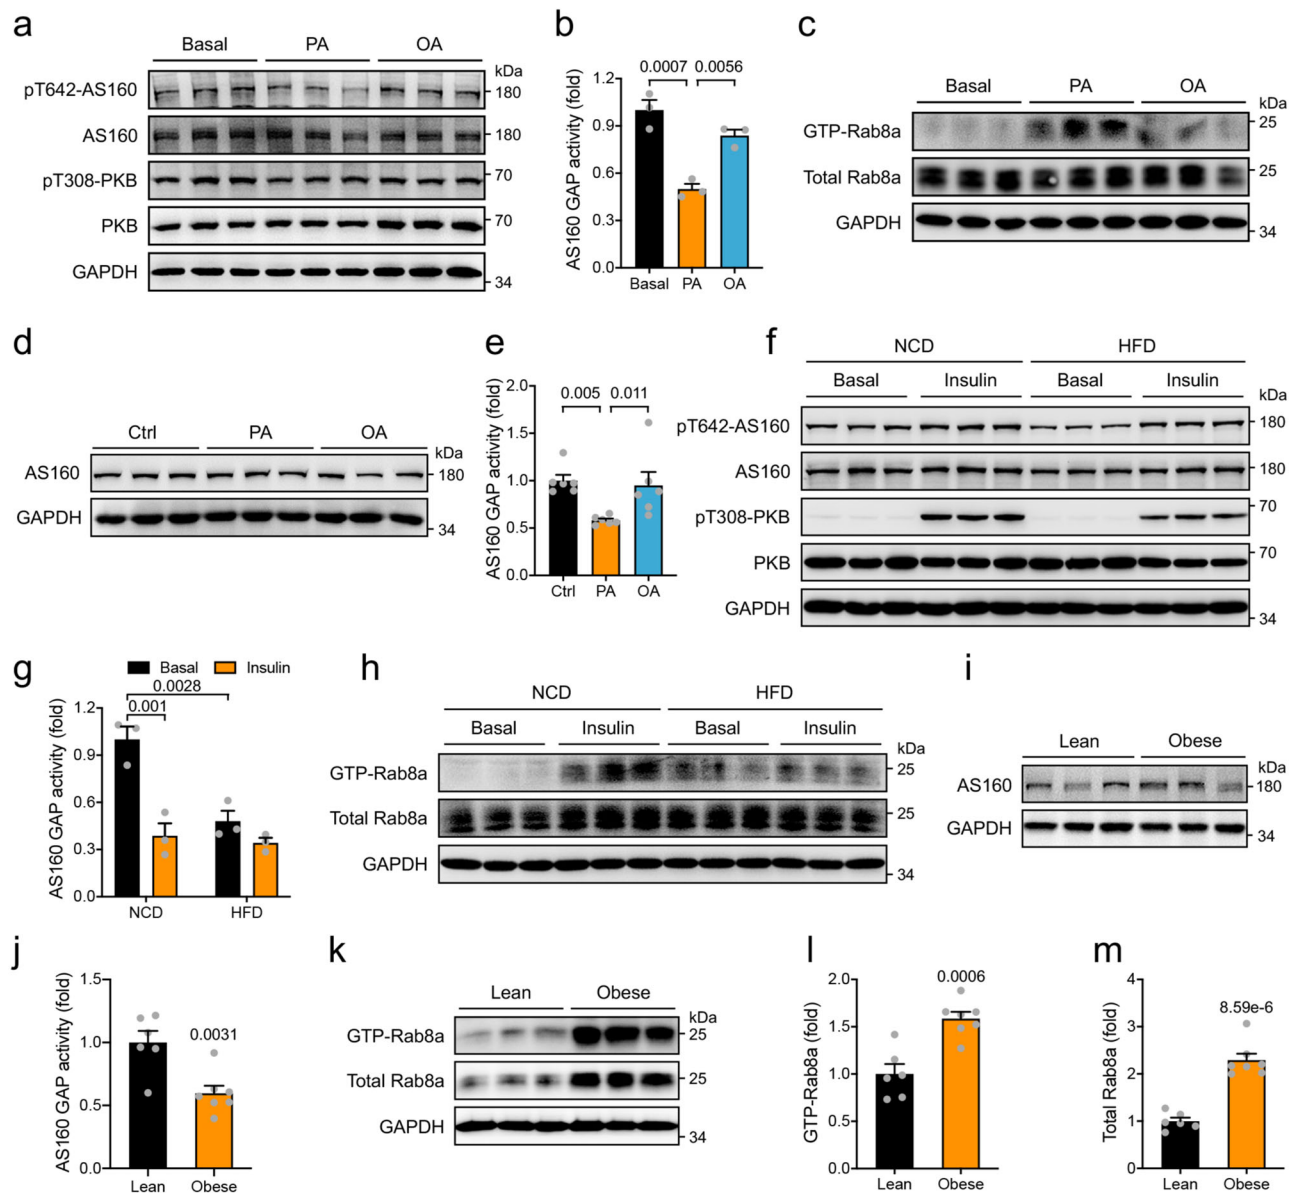 a
Basal PA OA
kDa
pT642-AS160
180
AS160
180
pT308-PKB
70
PKB
70
GAPDH
34
b
0.0007 0.0056
AS160 GAP activity (fold)
1.2
0.9
0.6
0.3
0.0
Basal PA OA
c
Basal PA OA
kDa
GTP-Rab8a
25
Total Rab8a
25
GAPDH
34
d
Ctrl PA OA
kDa
AS160
180
GAPDH
34
e
AS160 GAP activity (fold)
2.0
0.005 0.011
1.5
1.0
0.5
0.0
Ctrl PA OA
f
NCD HFD
Basal Insulin Basal Insulin
kDa
pT642-AS160
180
AS160
180
pT308-PKB
70
PKB
70
GAPDH
34
g
Basal Insulin
0.0028
0.001
AS160 GAP activity (fold)
1.2
0.9
0.6
0.3
0.0
NCD HFD
h
NCD HFD
Basal Insulin Basal Insulin
kDa
GTP-Rab8a
25
Total Rab8a
25
GAPDH
34
i
Lean Obese
kDa
AS160
180
GAPDH
34
j
AS160 GAP activity (fold)
1.5
1.0
0.5
0.0
0.0031
Lean Obese
k
Lean Obese
kDa
GTP-Rab8a
25
Total Rab8a
25
GAPDH
34
l
GTP-Rab8a (fold)
2.0
1.5
1.0
0.5
0.0
0.0006
Lean Obese
m
Total Rab8a (fold)
4
3
2
1
0
8.59e-6
Lean Obese